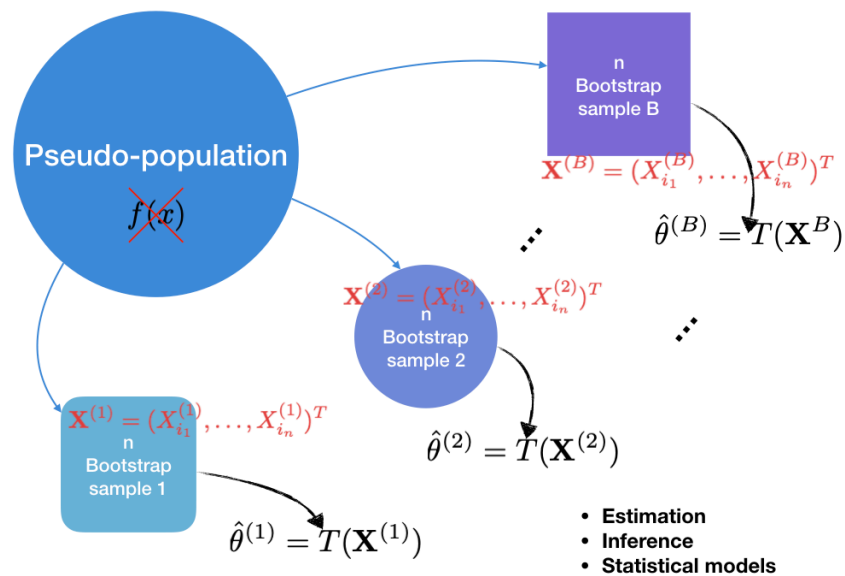 n
Bootstrap
sample B
Pseudo-population
f(x)
𝐗^{(B)} = (X_{i_1}^{(B)}, . . . , X_{i_n}^{(B)})^T
θ̂^{(B)} = T(𝐗^B)
𝐗^{(2)} = (X_{i_1}^{(2)}, . . . , X_{i_n}^{(2)})^T
n
Bootstrap
sample 2
𝐗^{(1)} = (X_{i_1}^{(1)}, . . . , X_{i_n}^{(1)})^T
n
Bootstrap
sample 1
θ̂^{(2)} = T(𝐗^{(2)})
θ̂^{(1)} = T(𝐗^{(1)})
• Estimation
• Inference
• Statistical models